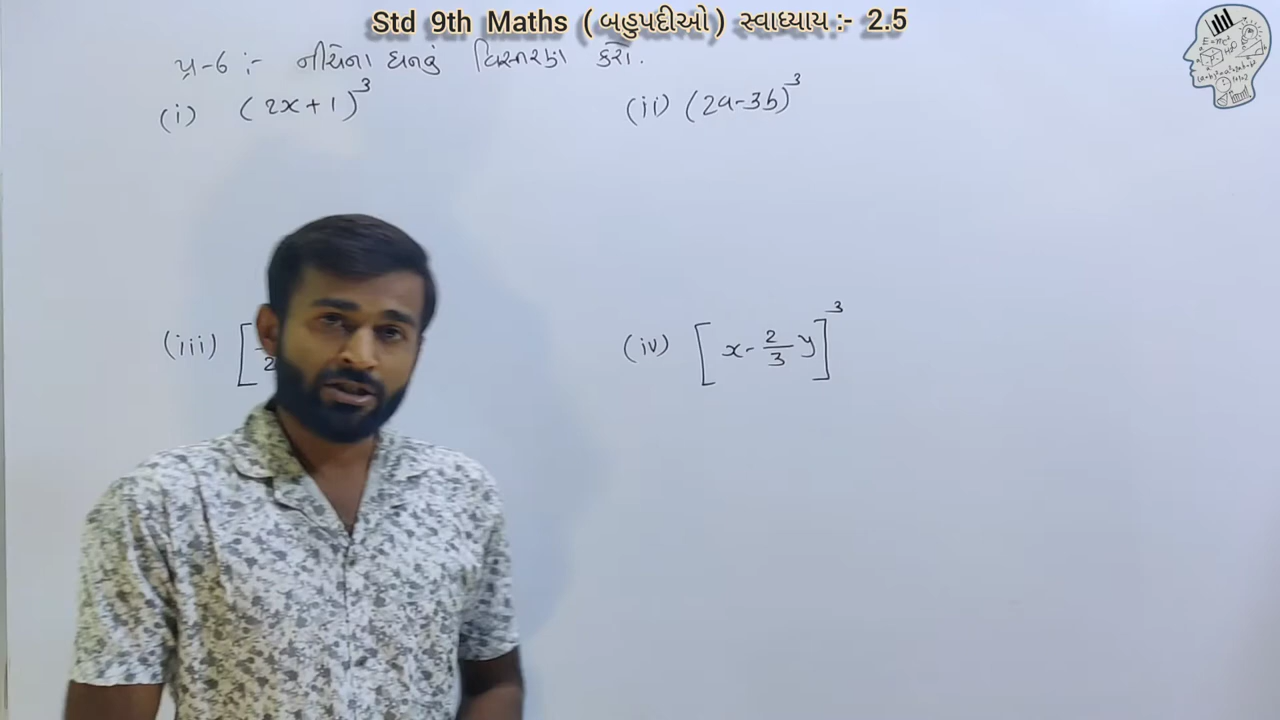 Std 9th Maths ( બહુપદીઓ ) સ્વાધ્યાય :- 2.5
પ્ર-6 :- નીચેના ઘનનું વિસ્તરણ કરો.
(i) (2x+1)³
(ii) (2a-3b)³
(iii) [
2
(iv) [x-2/3 y]³